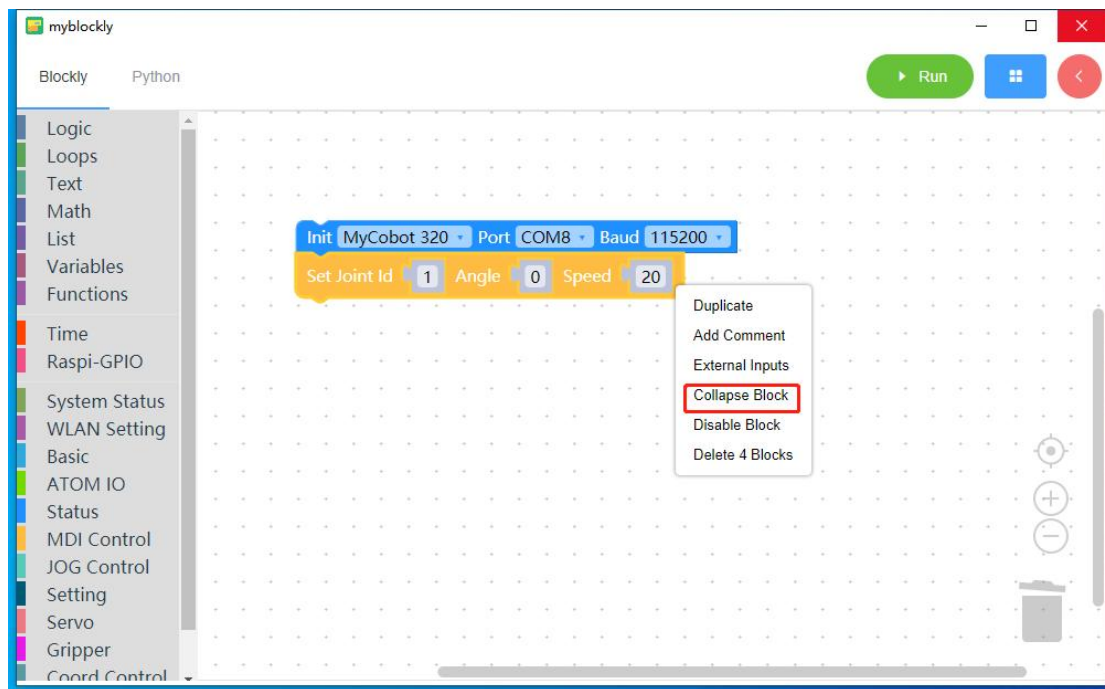 myblockly
Blockly Python
Run
Logic
Loops
Text
Math
List
Variables
Functions
Time
Raspi-GPIO
System Status
WLAN Setting
Basic
ATOM IO
Status
MDI Control
JOG Control
Setting
Servo
Gripper
Coord Control
Init MyCobot 320 Port COM8 Baud 115200
Set Joint Id 1 Angle 0 Speed 20
Duplicate
Add Comment
External Inputs
Collapse Block
Disable Block
Delete 4 Blocks